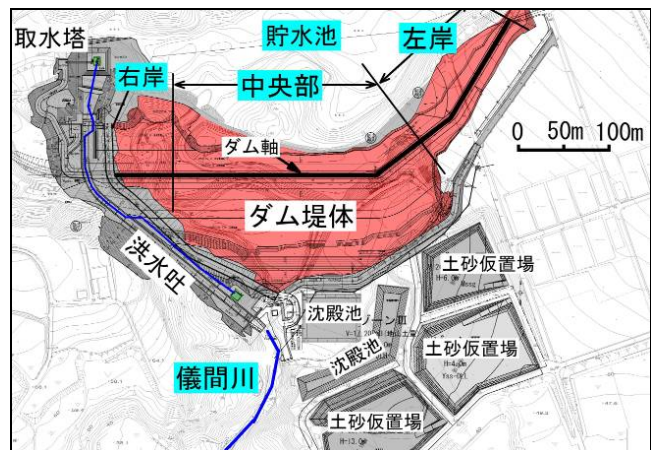 取水塔
貯水池
左岸
右岸
中央部
ダム軸
0 50m 100m
ダム堤体
洪水吐
土砂仮置場
沈殿池
土砂仮置場
沈殿池
儀間川
土砂仮置場